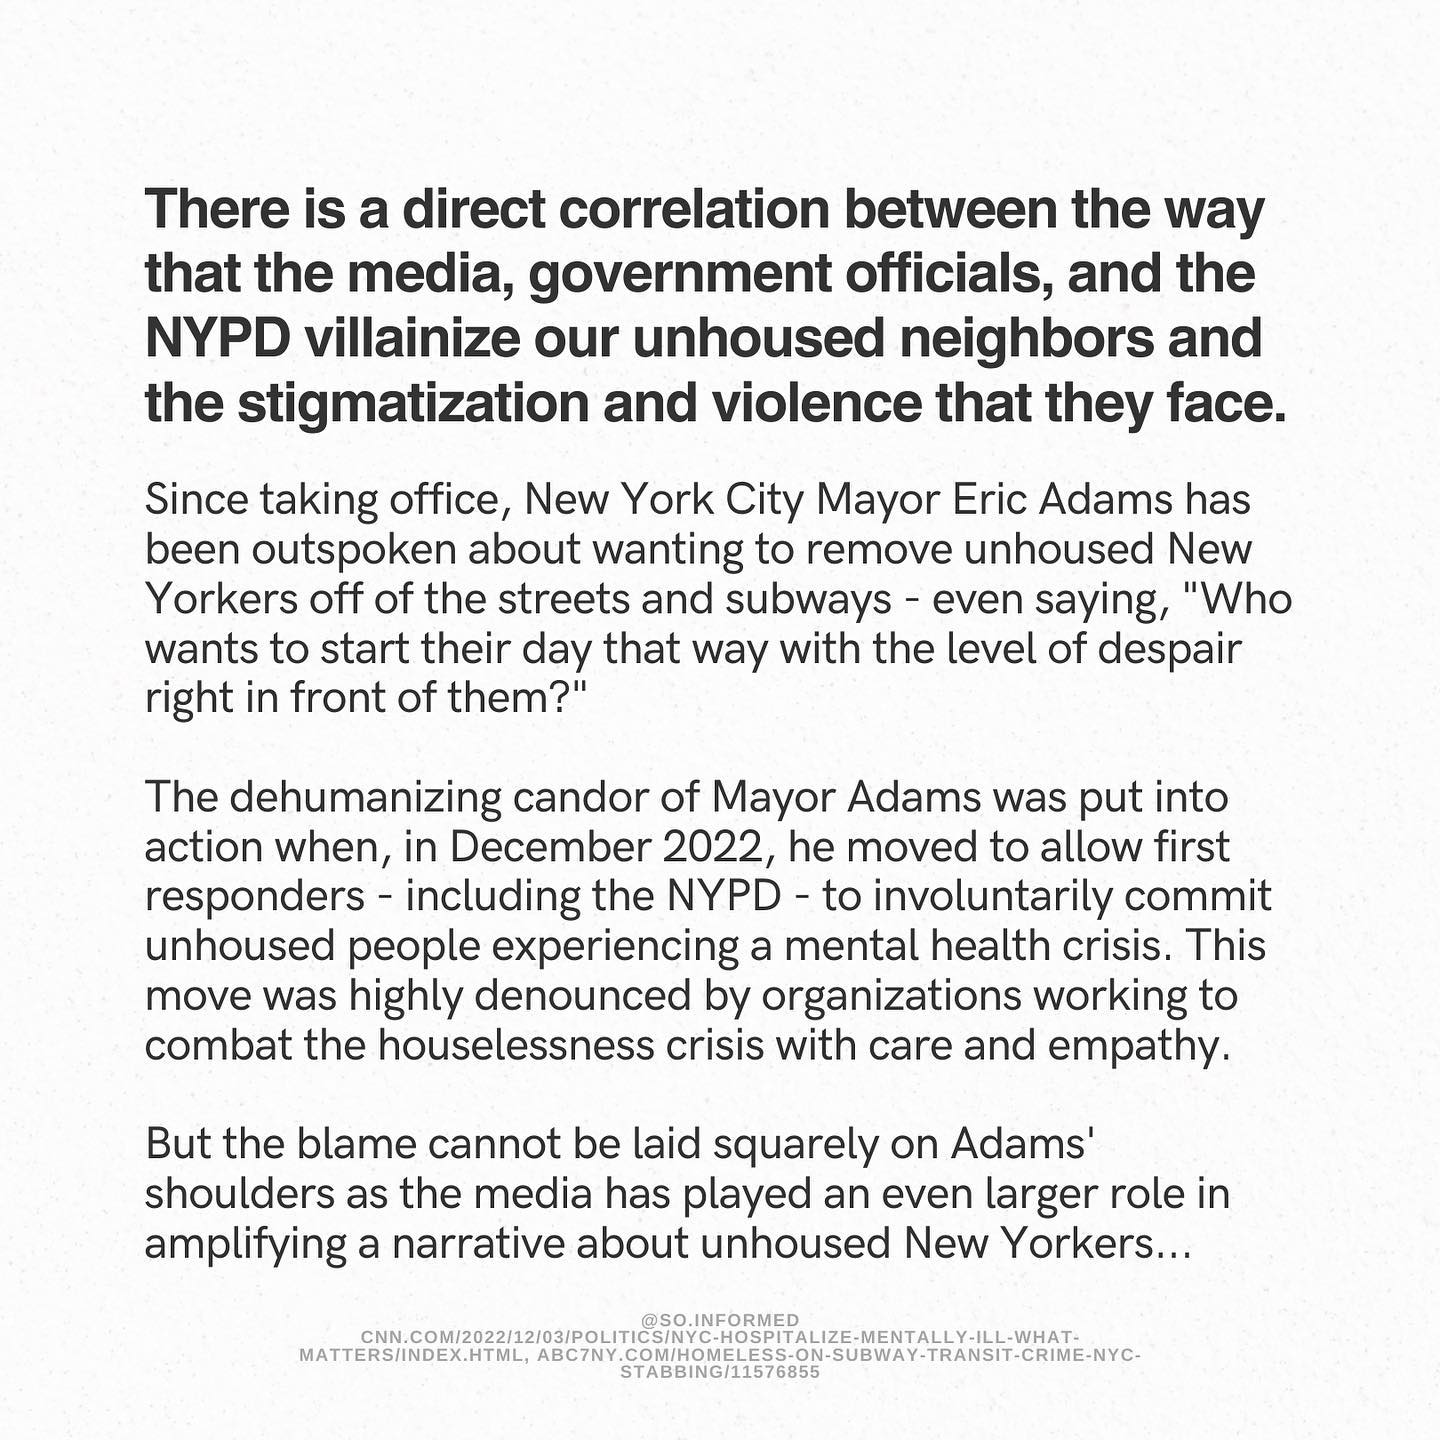 There is a direct correlation between the way
that the media, government officials, and the
NYPD villainize our unhoused neighbors and
the stigmatization and violence that they face.
Since taking office, New York City Mayor Eric Adams has
been outspoken about wanting to remove unhoused New
Yorkers off of the streets and subways - even saying, "Who
wants to start their day that way with the level of despair
right in front of them?"
The dehumanizing candor of Mayor Adams was put into
action when, in December 2022, he moved to allow first
responders - including the NYPD - to involuntarily commit
unhoused people experiencing a mental health crisis. This
move was highly denounced by organizations working to
combat the houselessness crisis with care and empathy.
But the blame cannot be laid squarely on Adams'
shoulders as the media has played an even larger role in
amplifying a narrative about unhoused New Yorkers...
@SO.INFORMED
CNN.COM/2022/12/03/POLITICS/NYC-HOSPITALIZE-MENTALLY-ILL-WHAT-
MATTERS/INDEX.HTML, ABC7NY.COM/HOMELESS-ON-SUBWAY-TRANSIT-CRIME-NYC-
STABBING/11576855